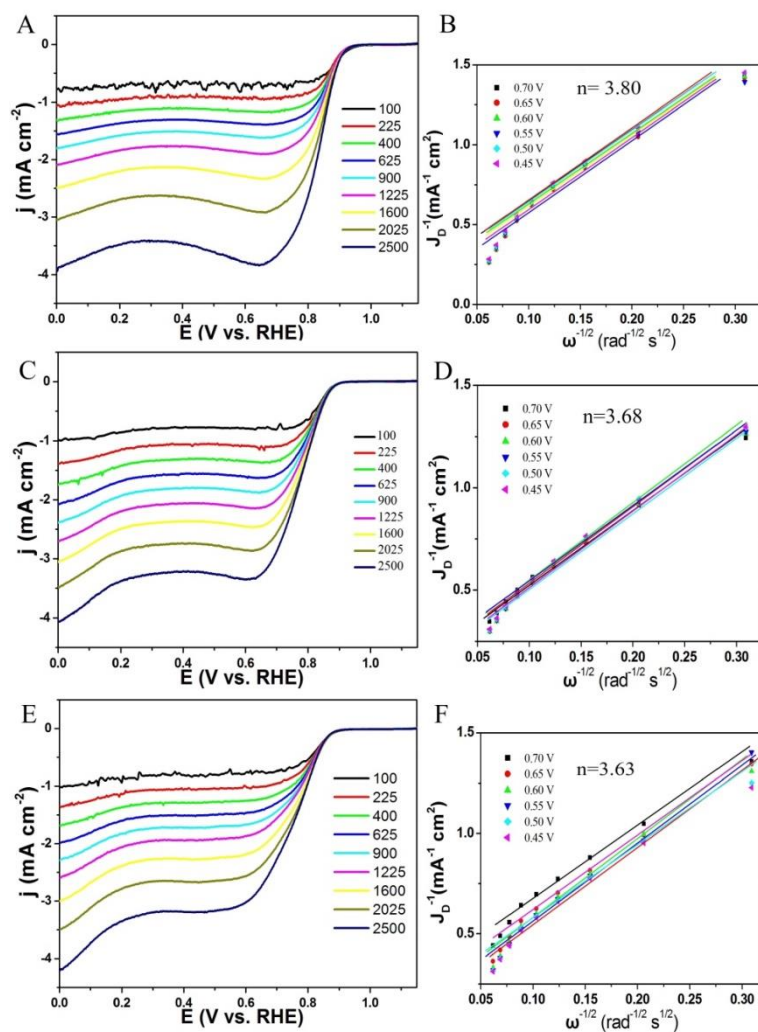 A
0
-1
-2
-3
-4
j (mA cm⁻²)
0.0 0.2 0.4 0.6 0.8 1.0
E (V vs. RHE)
100
225
400
625
900
1225
1600
2025
2500
B
1.5
1.0
0.5
0.0
J_D⁻¹(mA⁻¹ cm²)
n= 3.80
0.70 V
0.65 V
0.60 V
0.55 V
0.50 V
0.45 V
0.05 0.10 0.15 0.20 0.25 0.30
ω⁻¹/² (rad⁻¹/² s¹/²)
C
0
-1
-2
-3
-4
j (mA cm⁻²)
0.0 0.2 0.4 0.6 0.8 1.0
E (V vs. RHE)
100
225
400
625
900
1225
1600
2025
2500
D
1.5
1.0
0.5
0.0
J_D⁻¹(mA⁻¹ cm²)
n=3.68
0.70 V
0.65 V
0.60 V
0.55 V
0.50 V
0.45 V
0.05 0.10 0.15 0.20 0.25 0.30
ω⁻¹/² (rad⁻¹/² s¹/²)
E
0
-1
-2
-3
-4
j (mA cm⁻²)
0.0 0.2 0.4 0.6 0.8 1.0
E (V vs. RHE)
100
225
400
625
900
1225
1600
2025
2500
F
1.5
1.0
0.5
J_D⁻¹(mA⁻¹ cm²)
n=3.63
0.70 V
0.65 V
0.60 V
0.55 V
0.50 V
0.45 V
0.05 0.10 0.15 0.20 0.25 0.30
ω⁻¹/² (rad⁻¹/² s¹/²)